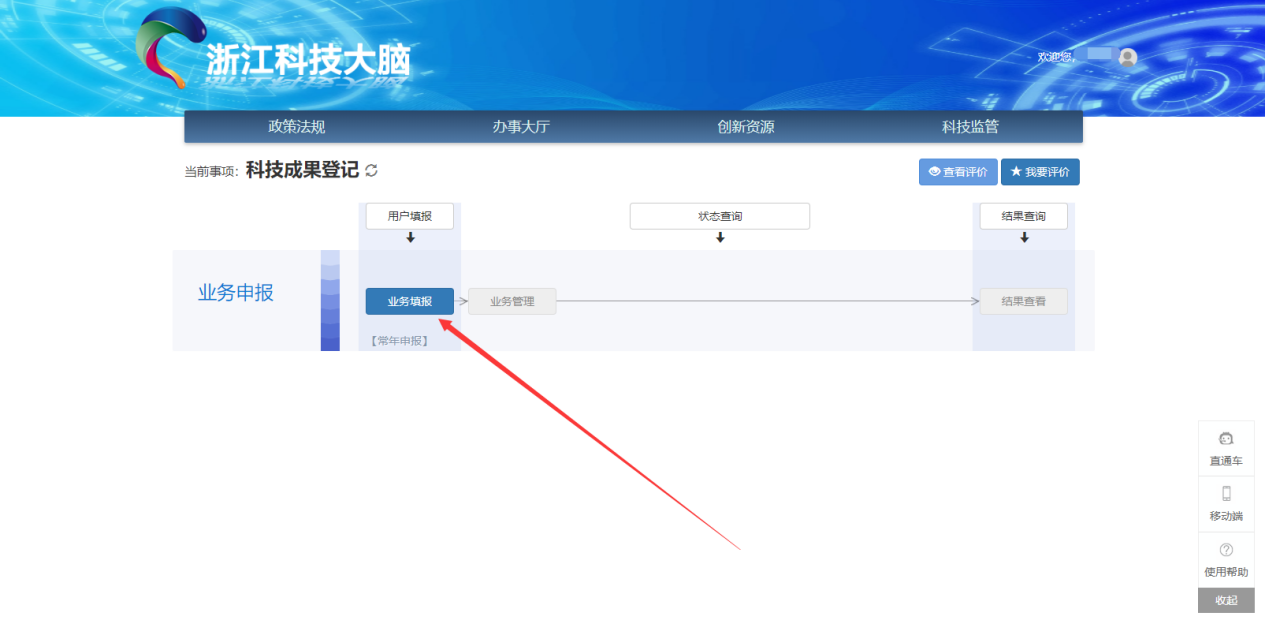 浙江科技大脑
欢迎您,
政策法规
办事大厅
创新资源
科技监管
当前事项: 科技成果登记
查看评价
我要评价
用户填报
状态查询
结果查询
业务申报
业务填报
业务管理
结果查看
【常年申报】
直通车
移动端
使用帮助
收起